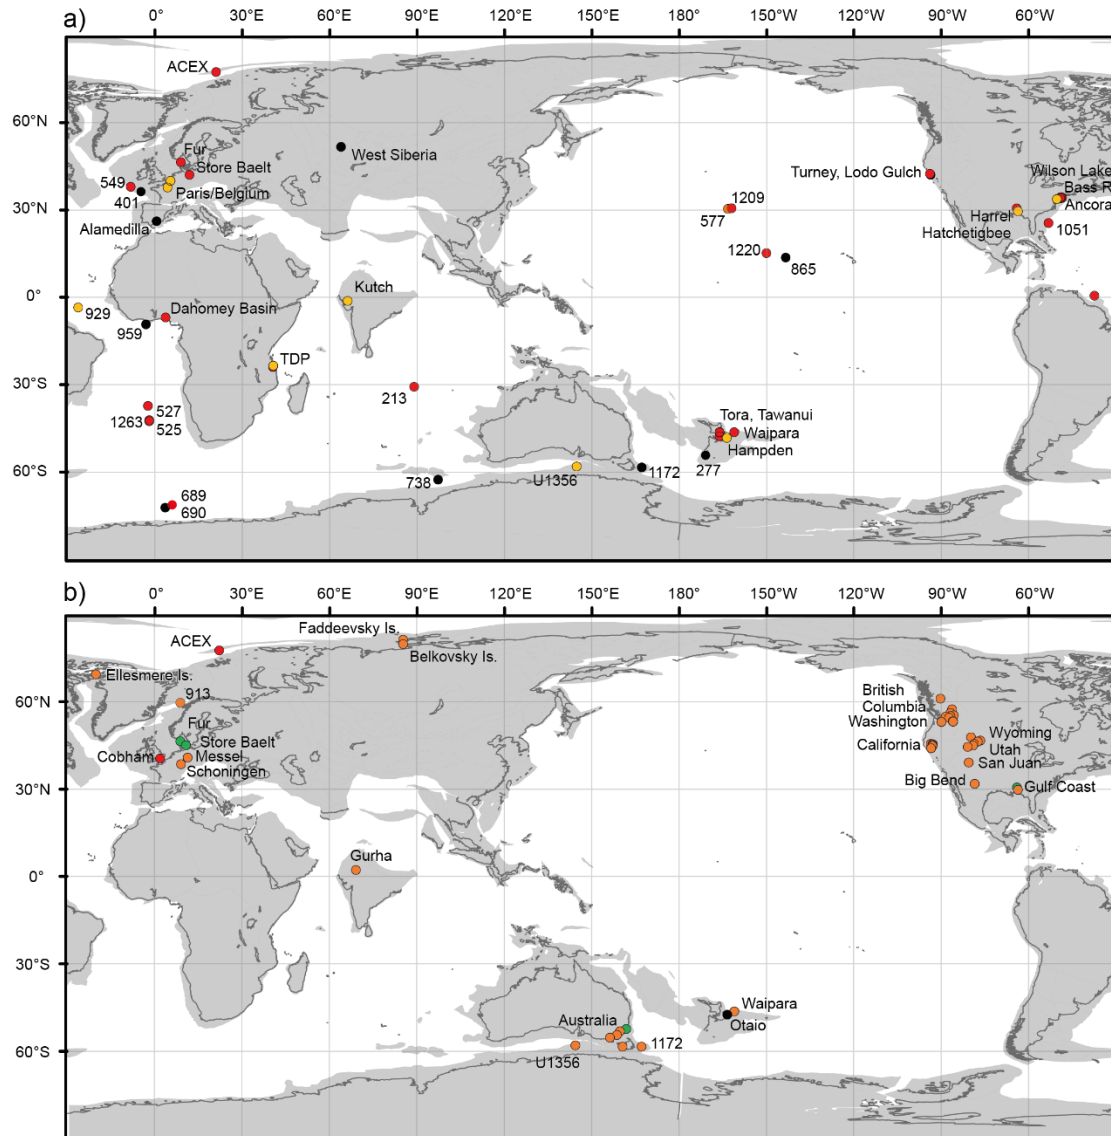 a)
0° 30°E 60°E 90°E 120°E 150°E 180°E 150°W 120°W 90°W 60°W
ACEX
60°N
Fur
West Siberia
Store Baelt
549
401
Paris/Belgium
Turney, Lodo Gulch
Wilson Lake
Bass R
Ancora
30°N
Alamedilla
1209
577
Harrel
Hatchetigbee
1051
1220
865
0°
Kutch
929
Dahomey Basin
959
TDP
30°S
213
527
1263
525
Tora, Tawanui
Waipara
Hampden
60°S
738
U1356
1172
277
689
690
b)
0° 30°E 60°E 90°E 120°E 150°E 180°E 150°W 120°W 90°W 60°W
Faddeevsky Is.
ACEX
Belkovsky Is.
Ellesmere Is.
60°N
913
British
Columbia
Washington
Fur
Store Baelt
Cobham
Messel
Schoningen
California
Wyoming
Utah
San Juan
Big Bend
Gulf Coast
30°N
Gurha
0°
30°S
Waipara
Australia
Otaio
1172
60°S
U1356